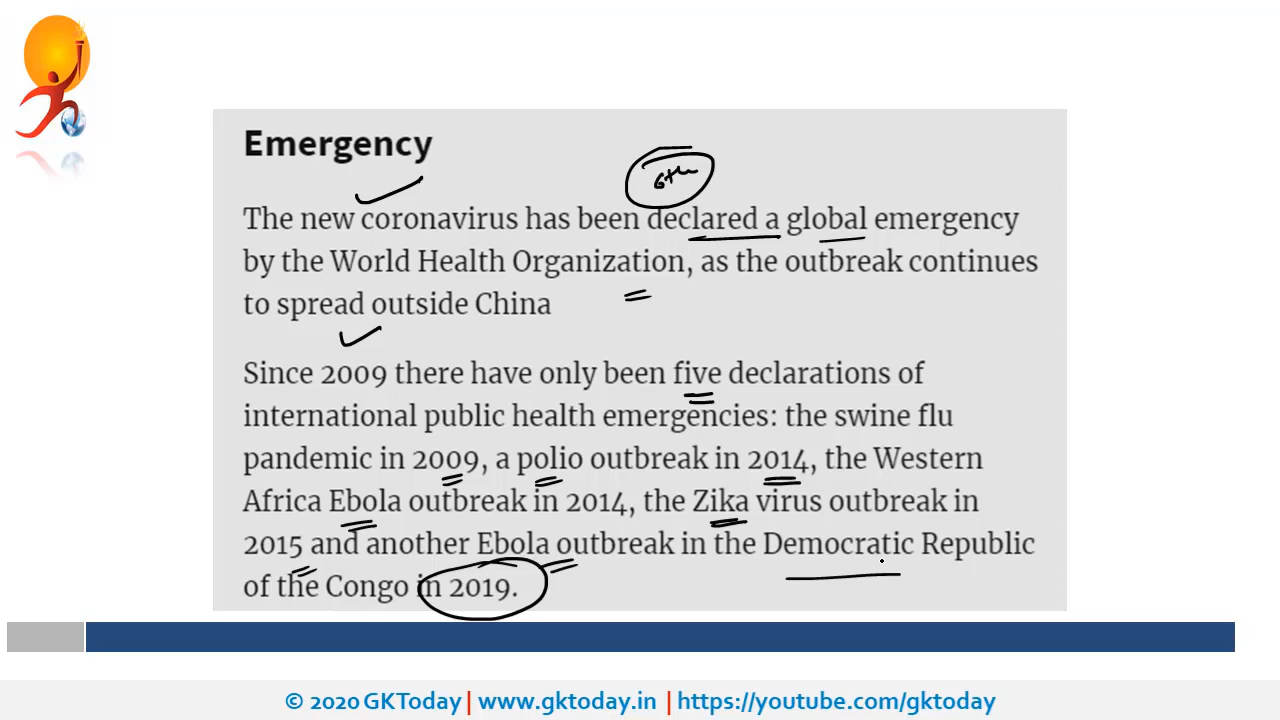 Emergency
6th
The new coronavirus has been declared a global emergency
by the World Health Organization, as the outbreak continues
to spread outside China
Since 2009 there have only been five declarations of
international public health emergencies: the swine flu
pandemic in 2009, a polio outbreak in 2014, the Western
Africa Ebola outbreak in 2014, the Zika virus outbreak in
2015 and another Ebola outbreak in the Democratic Republic
of the Congo in 2019.
© 2020 GKToday | www.gktoday.in | https://youtube.com/gktoday